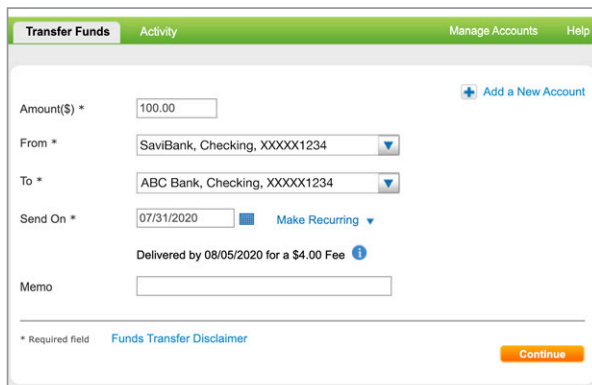 Transfer Funds Activity Manage Accounts Help
Add a New Account
Amount($) * 100.00
From * SaviBank, Checking, XXXXX1234
To * ABC Bank, Checking, XXXXX1234
Send On * 07/31/2020 Make Recurring
Delivered by 08/05/2020 for a $4.00 Fee
Memo
* Required field Funds Transfer Disclaimer
Continue